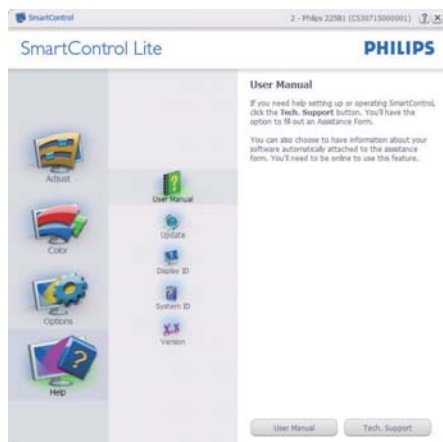 SmartControl
2 - Philips 225B1 (CS30715000001)
SmartControl Lite
PHILIPS
User Manual
If you need help setting up or operating SmartControl,
click the Tech. Support button. You'll have the
option to fill out an Assistance Form.
You can also choose to have information about your
software automatically attached to the assistance
form. You'll need to be online to use this feature.
Adjust
Color
Options
Help
User Manual
Update
Display ID
System ID
Version
User Manual
Tech. Support